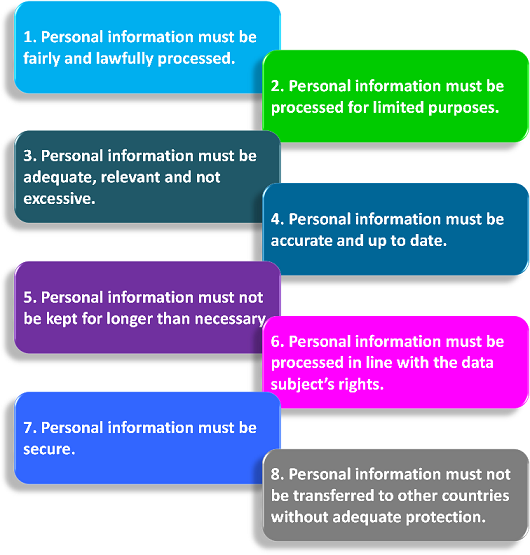 1. Personal information must be
fairly and lawfully processed.
2. Personal information must be
processed for limited purposes.
3. Personal information must be
adequate, relevant and not
excessive.
4. Personal information must be
accurate and up to date.
5. Personal information must not
be kept for longer than necessary
6. Personal information must be
processed in line with the data
subject’s rights.
7. Personal information must be
secure.
8. Personal information must not
be transferred to other countries
without adequate protection.